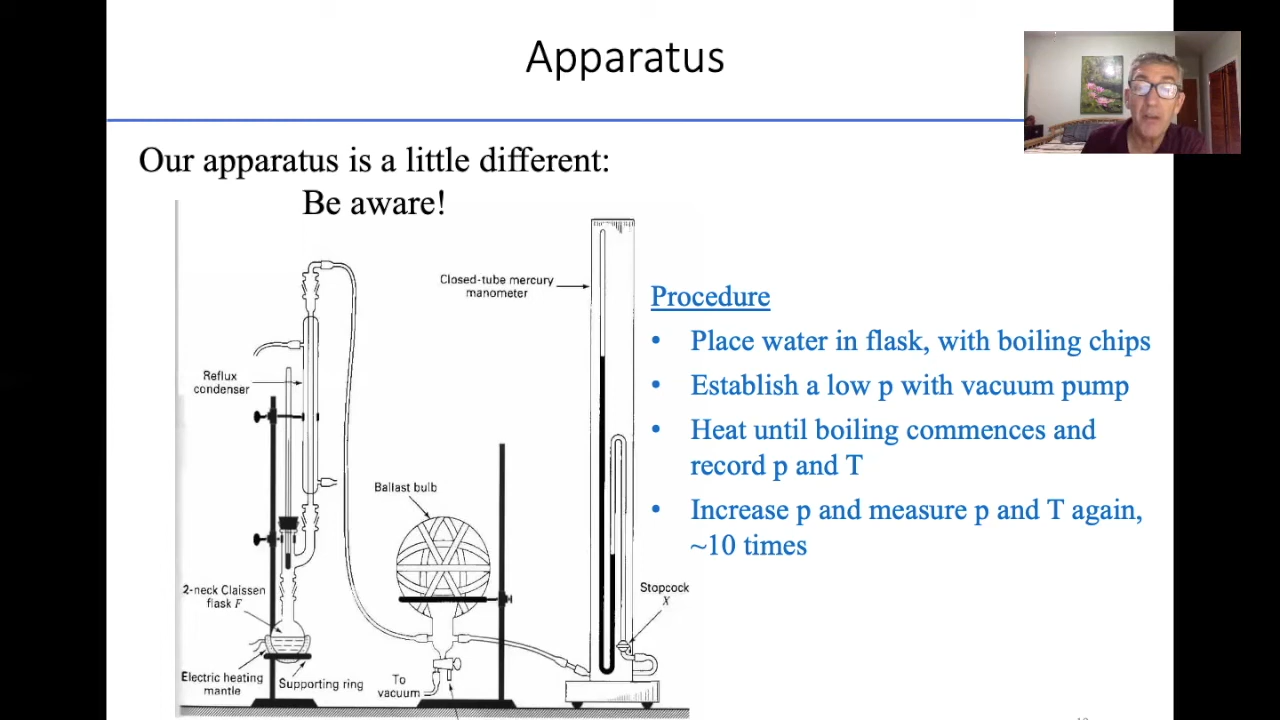 Apparatus
Our apparatus is a little different:
Be aware!
Closed-tube mercury
manometer
Reflux
condenser
Ballast bulb
2-neck Claissen
flask F
Electric heating
mantle
Supporting ring
To
vacuum
Stopcock
X
Procedure
• Place water in flask, with boiling chips
• Establish a low p with vacuum pump
• Heat until boiling commences and
record p and T
• Increase p and measure p and T again,
~10 times